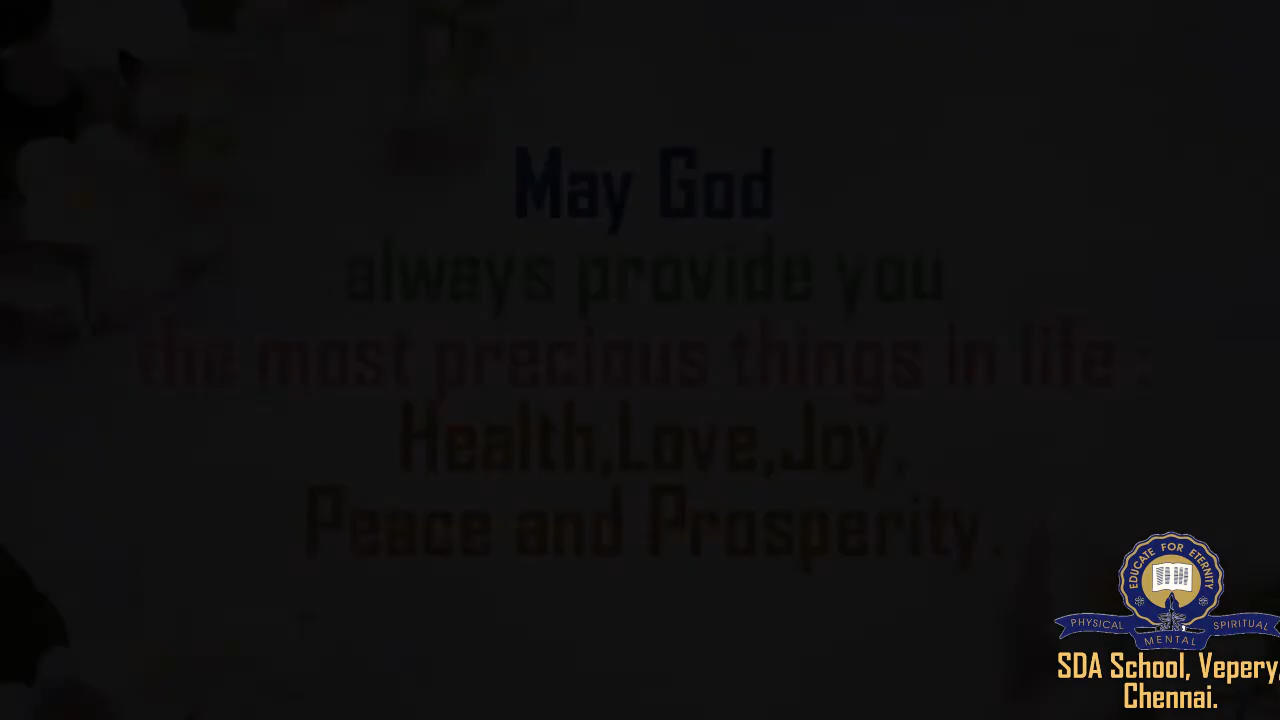 May God
always provide you
the most precious things in life :
Health,Love,Joy,
Peace and Prosperity.
EDUCATE FOR ETERNITY
PHYSICAL
MENTAL
SPIRITUAL
SDA School, Vepery,
Chennai.